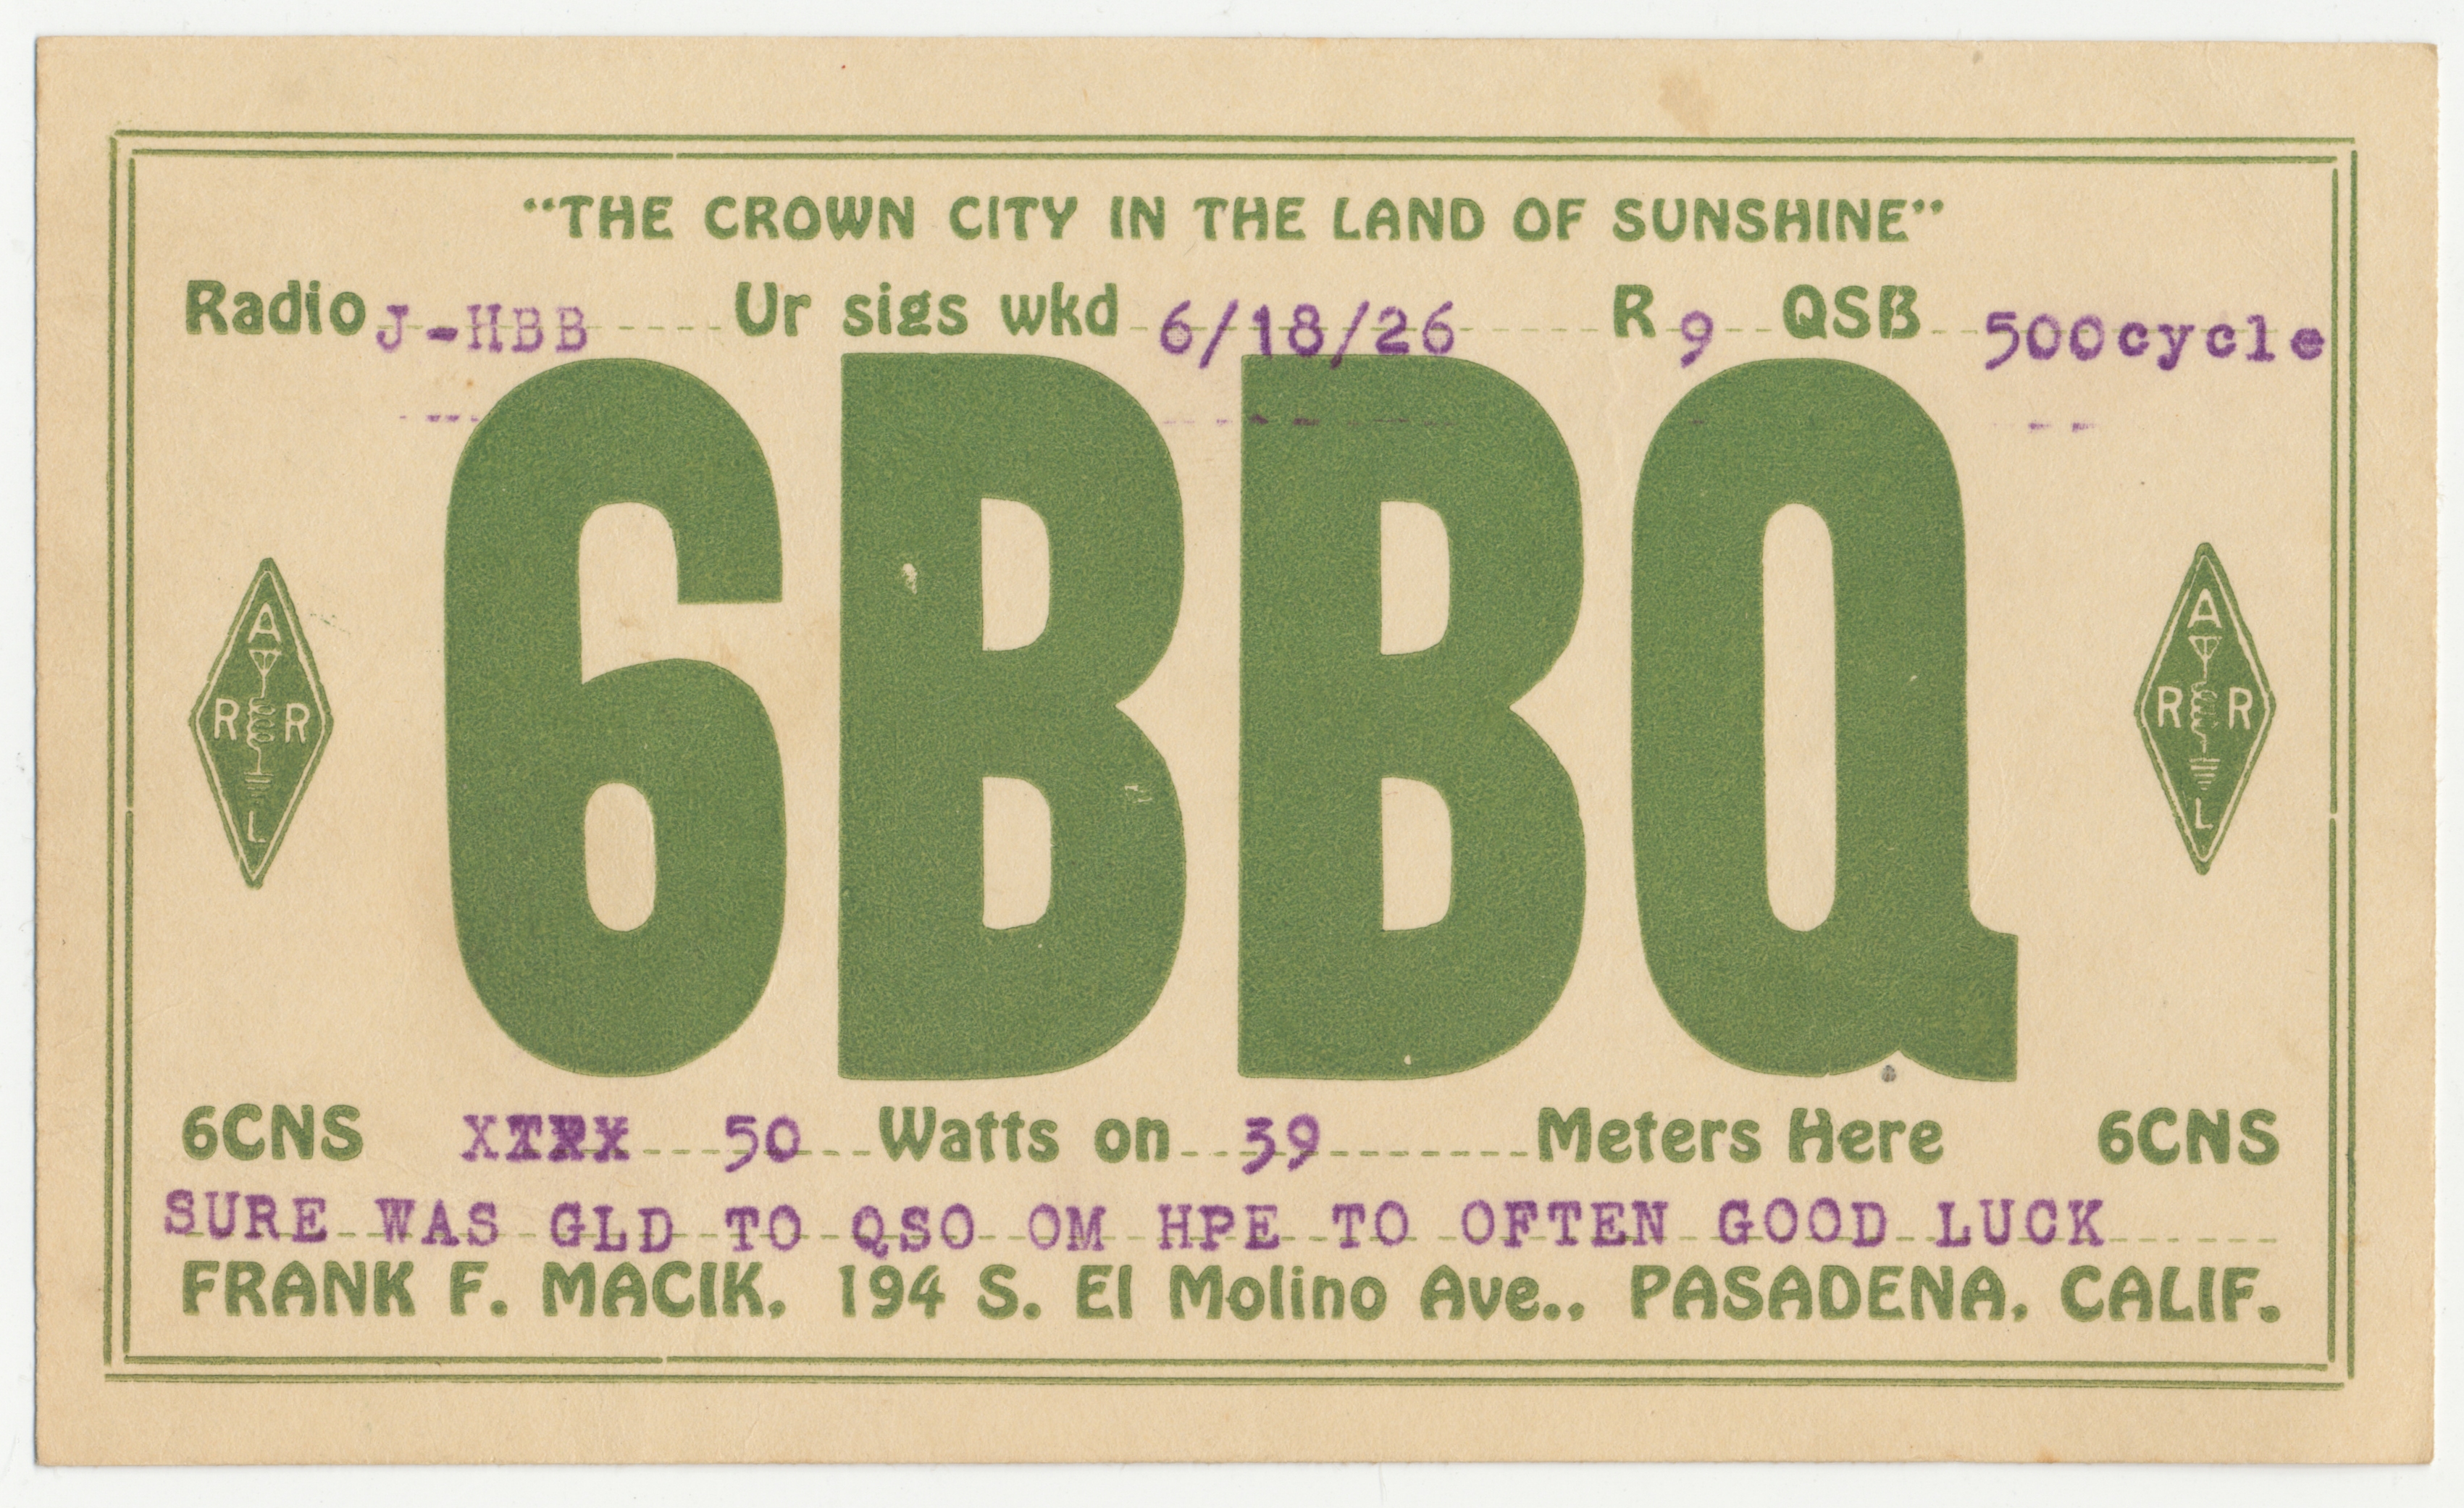 “THE CROWN CITY IN THE LAND OF SUNSHINE”
Radio J-HBB Ur sigs wkd 6/18/26 R 9 QSB 500cycle
6BBQ
A
R R
L
A
R R
L
6CNS 50 Watts on 39 Meters Here 6CNS
SURE WAS GLD TO QSO OM HPE TO OFTEN GOOD LUCK
FRANK F. MACIK, 194 S. El Molino Ave., PASADENA, CALIF.